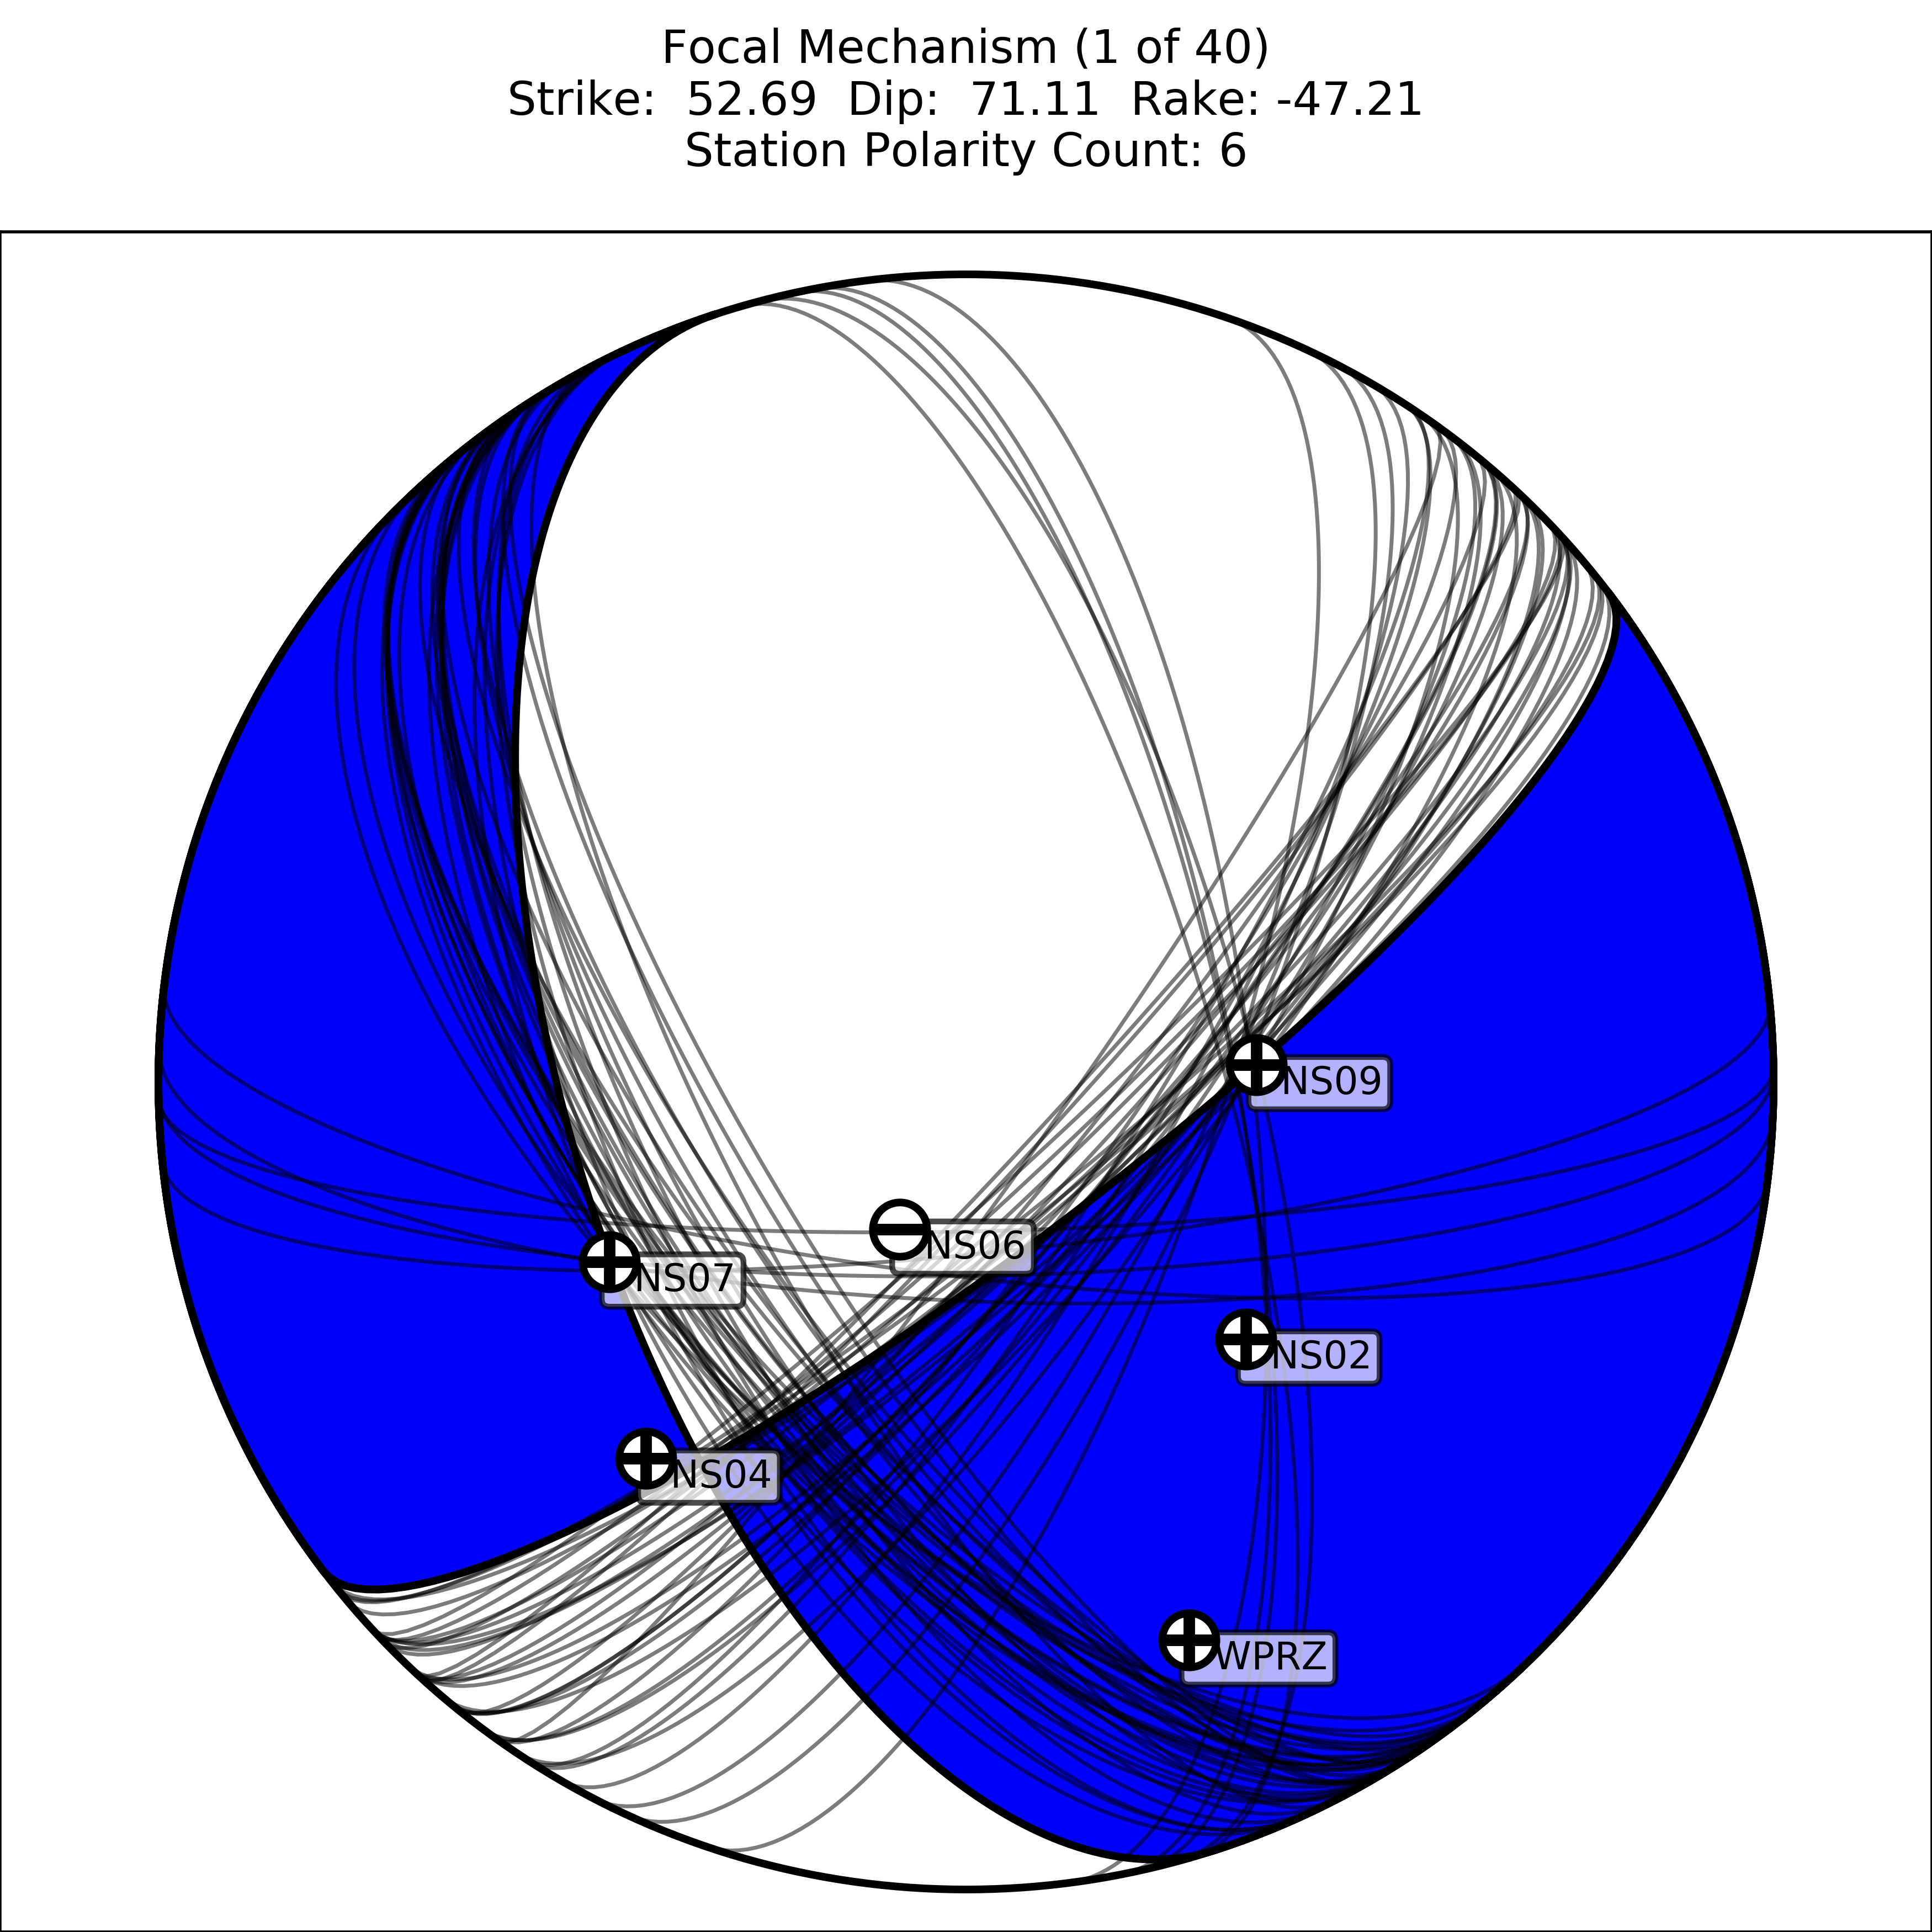 Focal Mechanism (1 of 40)
Strike: 52.69 Dip: 71.11 Rake: -47.21
Station Polarity Count: 6
NS09
NS06
NS07
NS02
NS04
WPRZ